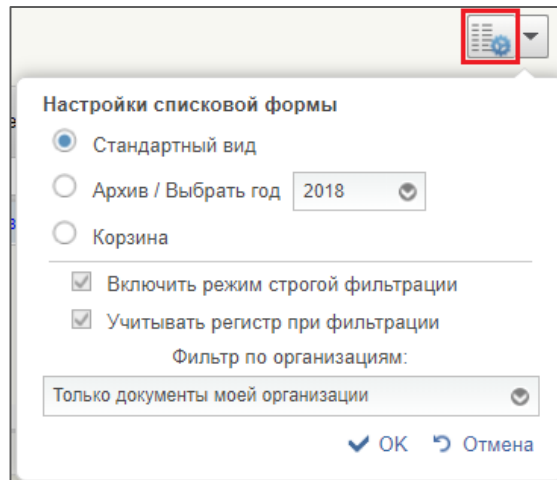 Настройки списковой формы
Стандартный вид
Архив / Выбрать год 2018
Корзина
Включить режим строгой фильтрации
Учитывать регистр при фильтрации
Фильтр по организациям:
Только документы моей организации
ОК Отмена